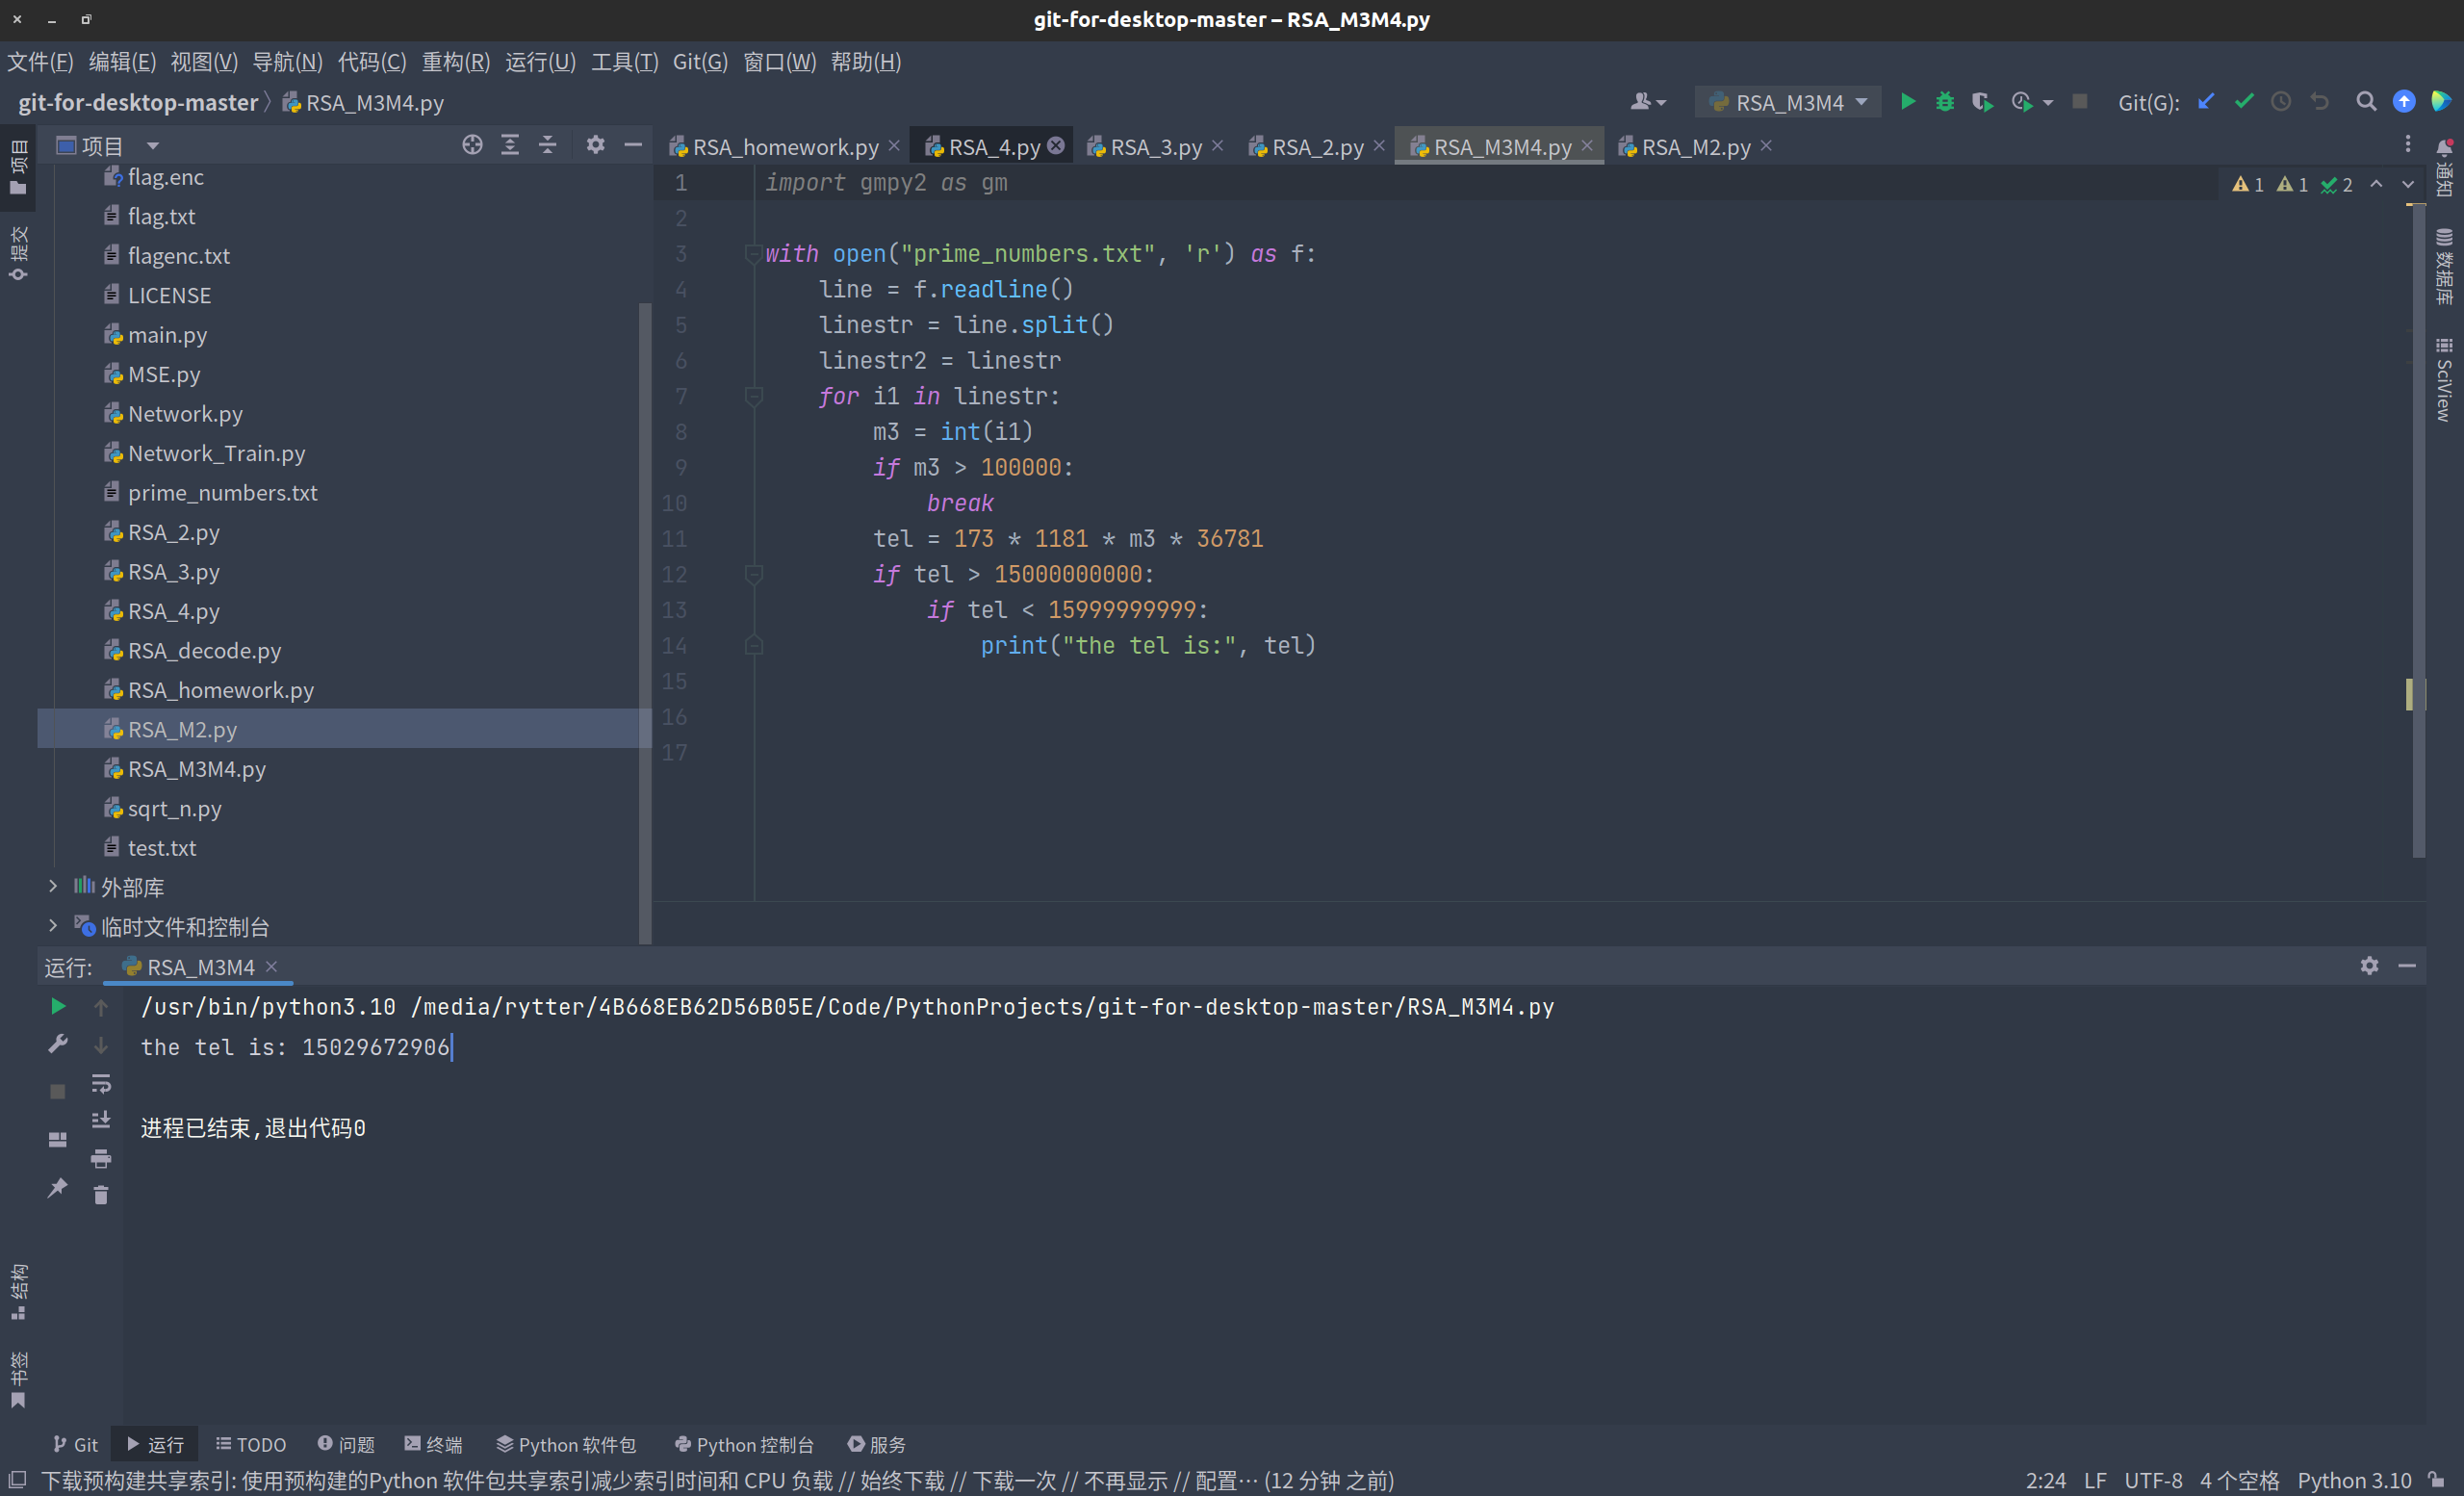 git-for-desktop-master – RSA_M3M4.py
文件(F) 编辑(E) 视图(V) 导航(N) 代码(C) 重构(R) 运行(U) 工具(T) Git(G) 窗口(W) 帮助(H)
git-for-desktop-master RSA_M3M4.py
RSA_M3M4
Git(G):
项目
提交
项目
RSA_homework.py RSA_4.py RSA_3.py RSA_2.py RSA_M3M4.py RSA_M2.py
flag.enc
flag.txt
flagenc.txt
LICENSE
main.py
MSE.py
Network.py
Network_Train.py
prime_numbers.txt
RSA_2.py
RSA_3.py
RSA_4.py
RSA_decode.py
RSA_homework.py
RSA_M2.py
RSA_M3M4.py
sqrt_n.py
test.txt
外部库
临时文件和控制台
1 import gmpy2 as gm
2
3 with open("prime_numbers.txt", 'r') as f:
4 line = f.readline()
5 linestr = line.split()
6 linestr2 = linestr
7 for i1 in linestr:
8 m3 = int(i1)
9 if m3 > 100000:
10 break
11 tel = 173 * 1181 * m3 * 36781
12 if tel > 15000000000:
13 if tel < 15999999999:
14 print("the tel is:", tel)
15
16
17
1 1 2
通知
数据库
SciView
运行: RSA_M3M4
/usr/bin/python3.10 /media/rytter/4B668EB62D56B05E/Code/PythonProjects/git-for-desktop-master/RSA_M3M4.py
the tel is: 15029672906
进程已结束,退出代码0
结构
书签
Git 运行 TODO 问题 终端 Python 软件包 Python 控制台 服务
下载预构建共享索引: 使用预构建的Python 软件包共享索引减少索引时间和 CPU 负载 // 始终下载 // 下载一次 // 不再显示 // 配置… (12 分钟 之前)
2:24 LF UTF-8 4 个空格 Python 3.10